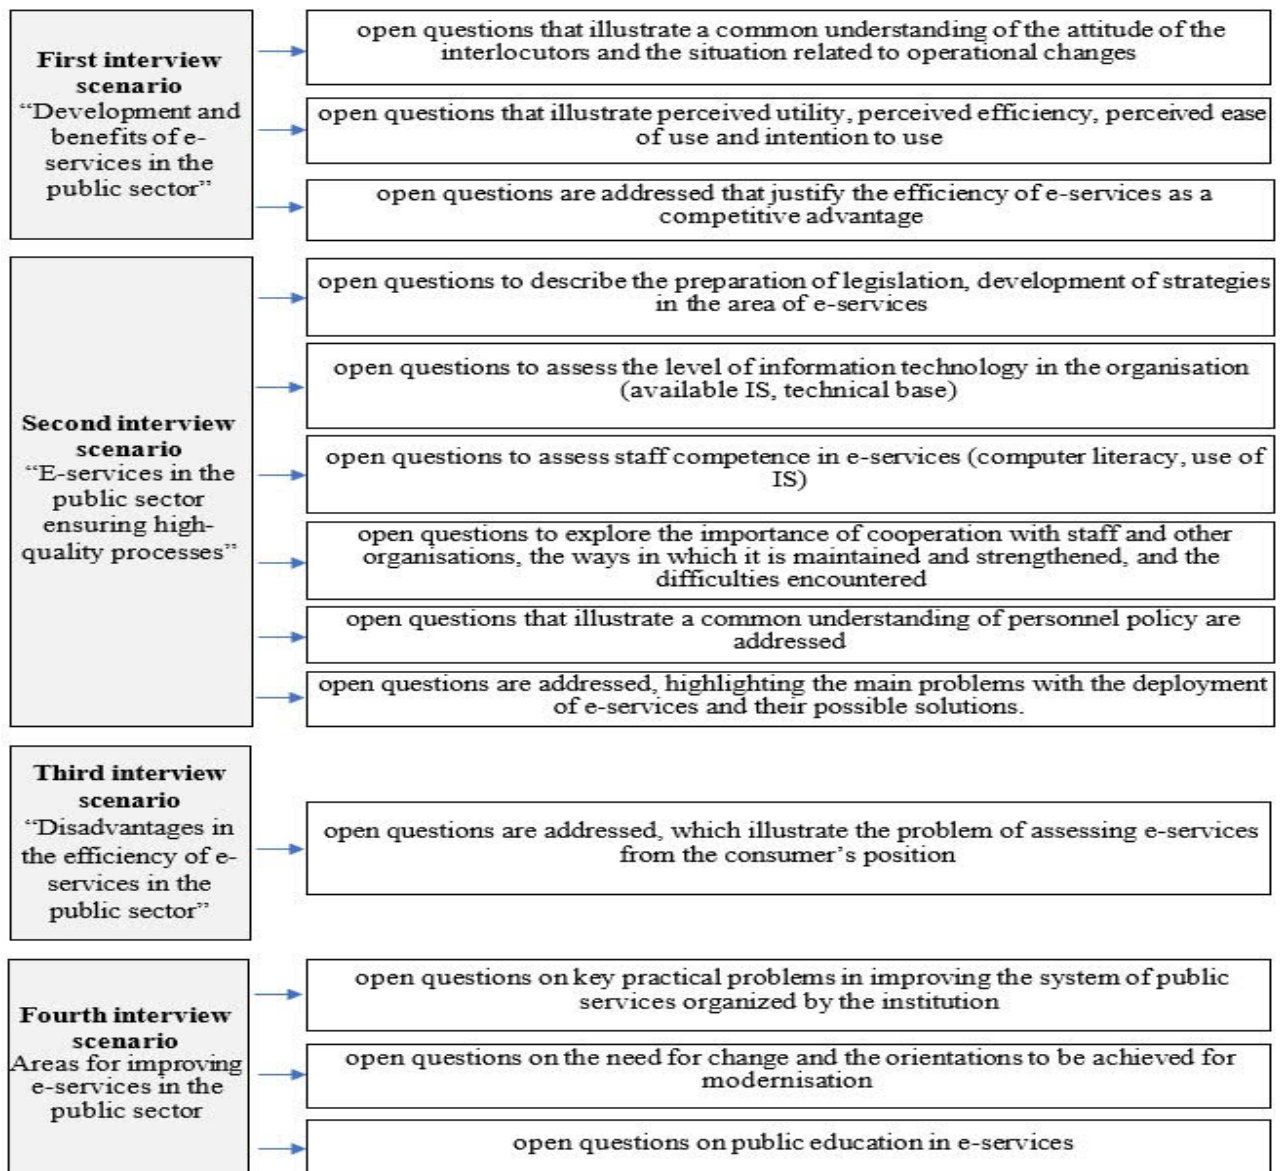 First interview
scenario
“Development and
benefits of e-
services in the
public sector”
open questions that illustrate a common understanding of the attitude of the
interlocutors and the situation related to operational changes
open questions that illustrate perceived utility, perceived efficiency, perceived ease
of use and intention to use
open questions are addressed that justify the efficiency of e-services as a
competitive advantage
Second interview
scenario
“E-services in the
public sector
ensuring high-
quality processes”
open questions to describe the preparation of legislation, development of strategies
in the area of e-services
open questions to assess the level of information technology in the organisation
(available IS, technical base)
open questions to assess staff competence in e-services (computer literacy, use of
IS)
open questions to explore the importance of cooperation with staff and other
organisations, the ways in which it is maintained and strengthened, and the
difficulties encountered
open questions that illustrate a common understanding of personnel policy are
addressed
open questions are addressed, highlighting the main problems with the deployment
of e-services and their possible solutions.
Third interview
scenario
“Disadvantages in
the efficiency of e-
services in the
public sector”
open questions are addressed, which illustrate the problem of assessing e-services
from the consumer’s position
Fourth interview
scenario
Areas for improving
e-services in the
public sector
open questions on key practical problems in improving the system of public
services organized by the institution
open questions on the need for change and the orientations to be achieved for
modernisation
open questions on public education in e-services